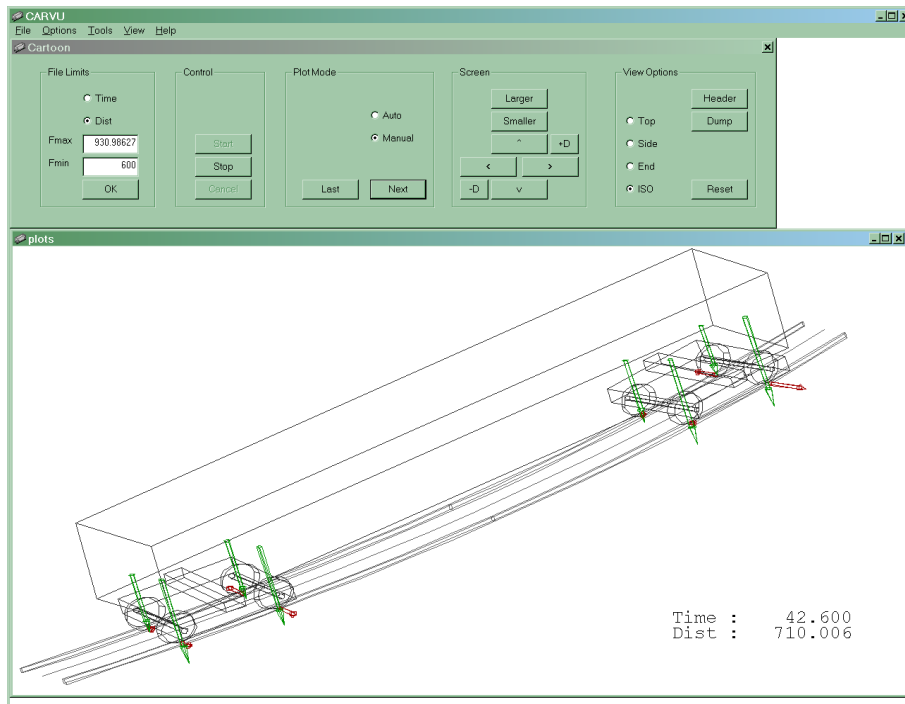 CARVU
File Options Tools View Help
Cartoon
File Limits
Time
Dist
Fmax 930.98627
Fmin 600
OK
Control
Start
Stop
Cancel
Plot Mode
Auto
Manual
Last Next
Screen
Larger
Smaller
^ +D
< >
-D v
View Options
Header
Top Dump
Side
End
ISO Reset
plots
Time : 42.600
Dist : 710.006